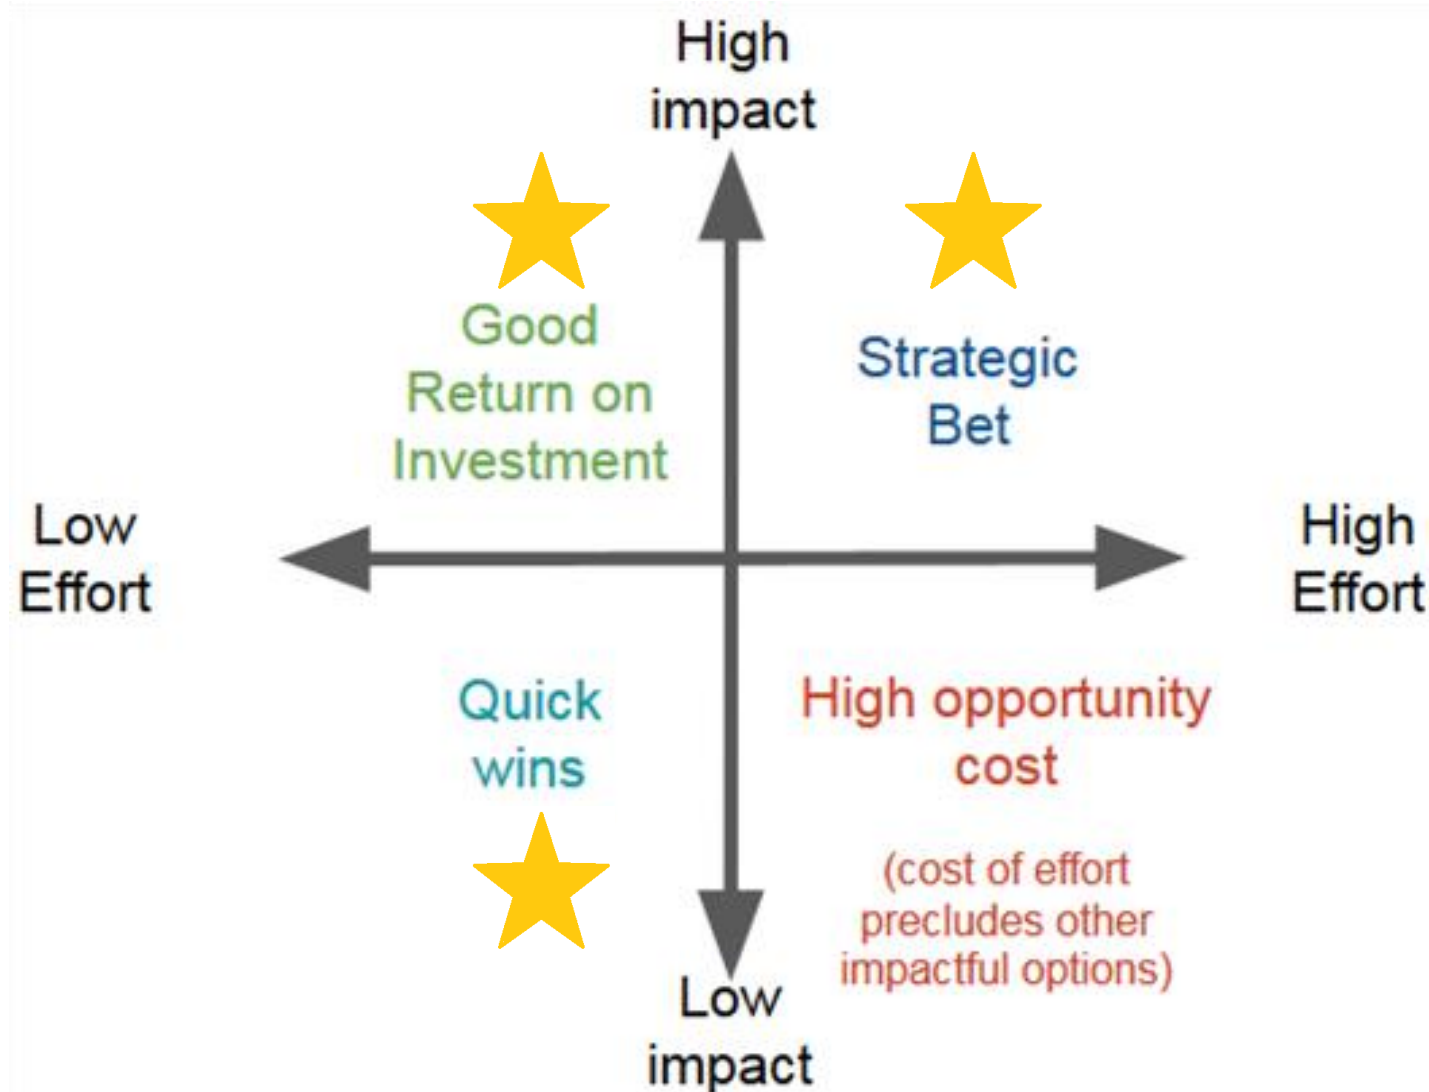 High
impact
Good
Return on
Investment
Strategic
Bet
Low
Effort
High
Effort
Quick
wins
High opportunity
cost
(cost of effort
precludes other
impactful options)
Low
impact